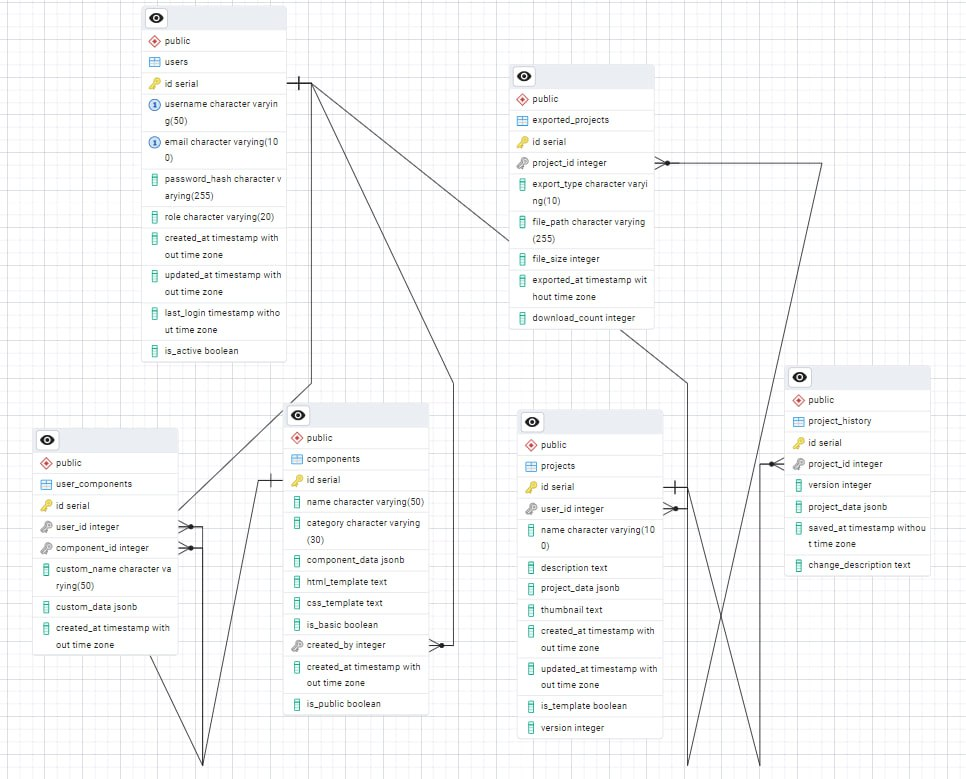 public
users
id serial
username character varyin
g(50)
email character varying(10
0)
password_hash character v
arying(255)
role character varying(20)
created_at timestamp with
out time zone
updated_at timestamp with
out time zone
last_login timestamp witho
ut time zone
is_active boolean
public
exported_projects
id serial
project_id integer
export_type character varyi
ng(10)
file_path character varying
(255)
file_size integer
exported_at timestamp wit
hout time zone
download_count integer
public
user_components
id serial
user_id integer
component_id integer
custom_name character va
rying(50)
custom_data jsonb
created_at timestamp with
out time zone
public
components
id serial
name character varying(50)
category character varying
(30)
component_data jsonb
html_template text
css_template text
is_basic boolean
created_by integer
created_at timestamp with
out time zone
is_public boolean
public
projects
id serial
user_id integer
name character varying(10
0)
description text
project_data jsonb
thumbnail text
created_at timestamp with
out time zone
updated_at timestamp with
out time zone
is_template boolean
version integer
public
project_history
id serial
project_id integer
version integer
project_data jsonb
saved_at timestamp withou
t time zone
change_description text